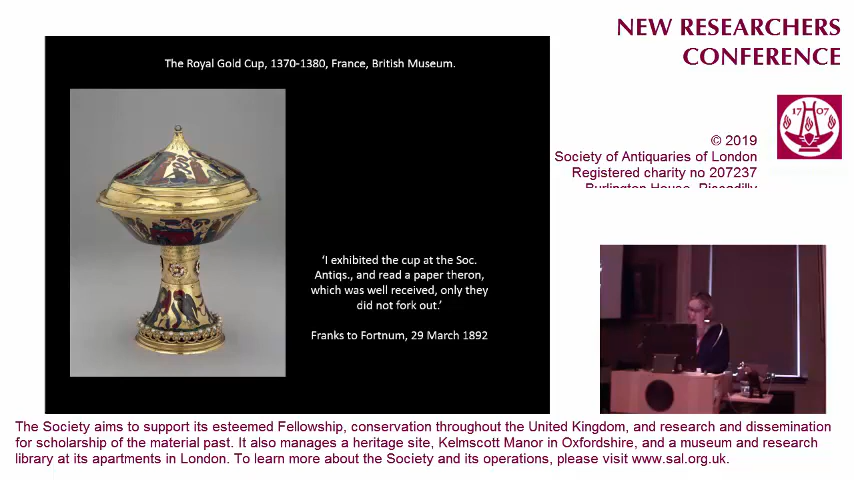 NEW RESEARCHERS
CONFERENCE
The Royal Gold Cup, 1370-1380, France, British Museum.
17 07
© 2019
Society of Antiquaries of London
Registered charity no 207237
Burlington House, Piccadilly
'I exhibited the cup at the Soc.
Antiqs., and read a paper theron,
which was well received, only they
did not fork out.'
Franks to Fortnum, 29 March 1892
The Society aims to support its esteemed Fellowship, conservation throughout the United Kingdom, and research and dissemination
for scholarship of the material past. It also manages a heritage site, Kelmscott Manor in Oxfordshire, and a museum and research
library at its apartments in London. To learn more about the Society and its operations, please visit www.sal.org.uk.